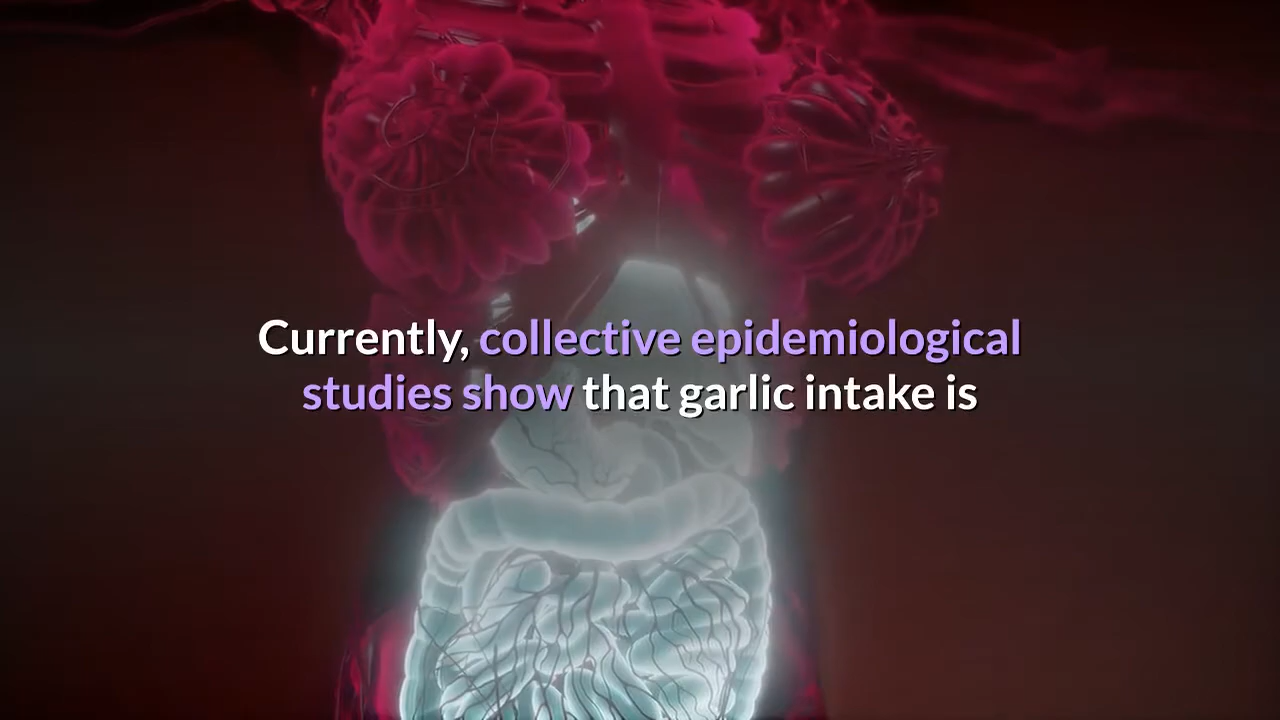 Currently, collective epidemiological
studies show that garlic intake is